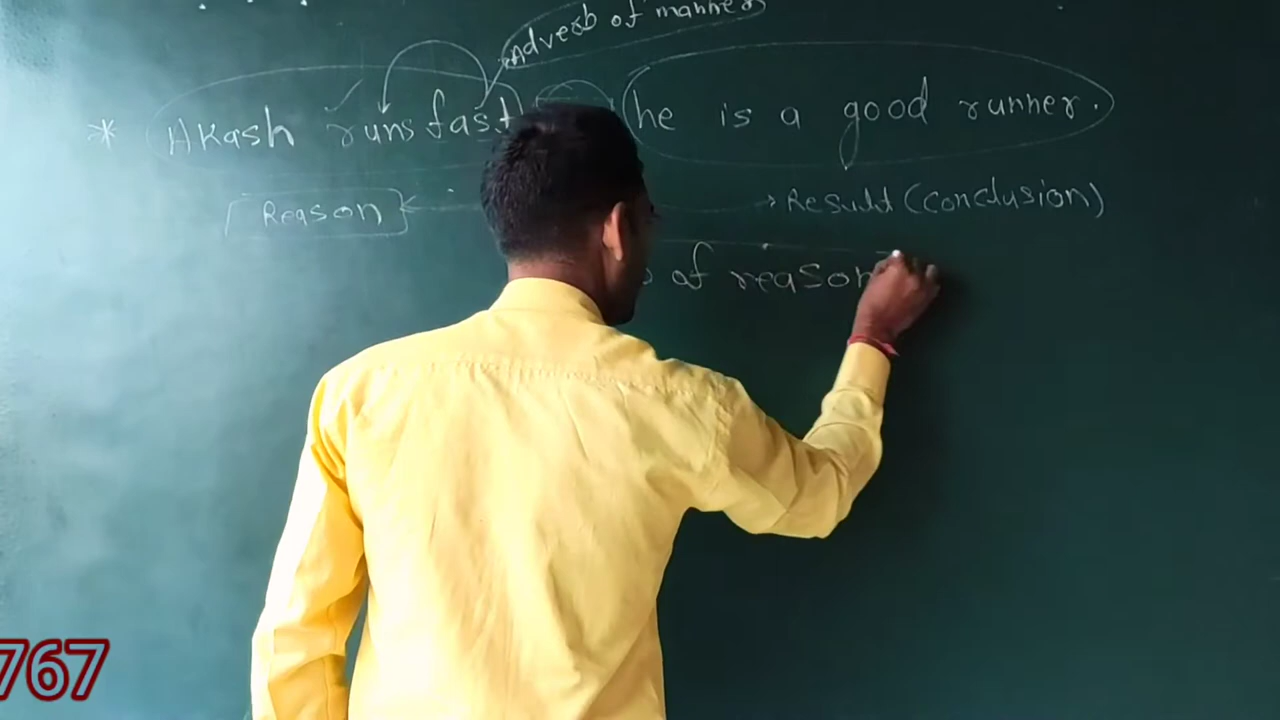 Adverb of manner
* Akash runs fast he is a good runner.
Reason Result (conclusion)
of reason
767